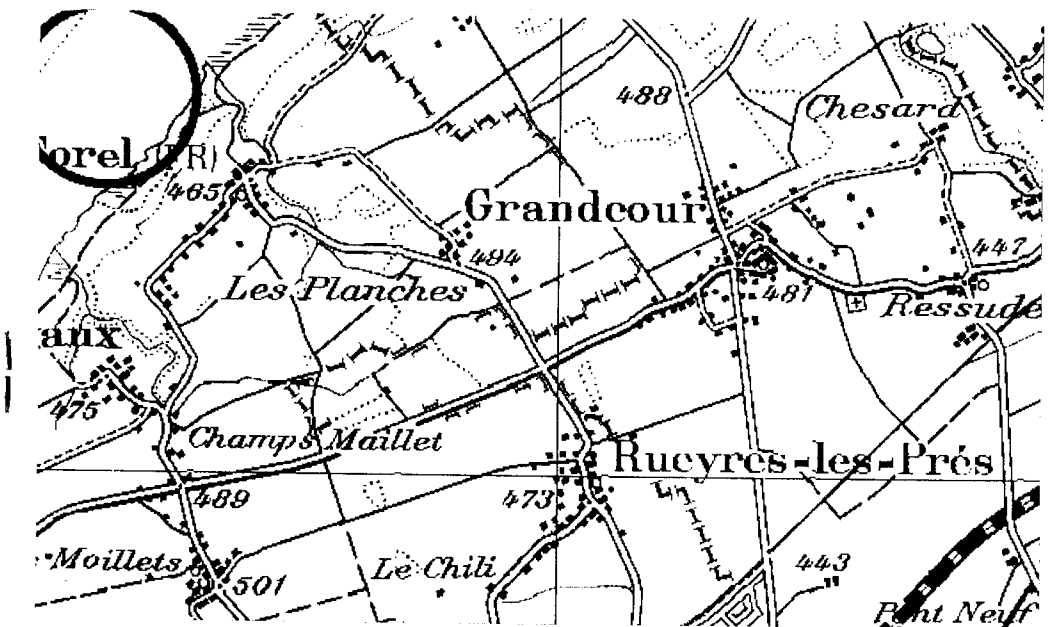 488
Chesard
orel (FR)
465
Grandcour
494
447
Les Planches
481
Ressude
aux
475
Champs Maillet
Rueyres-les-Prés
489
473
Moillets
Le Chili
443
501
Pont Neuf